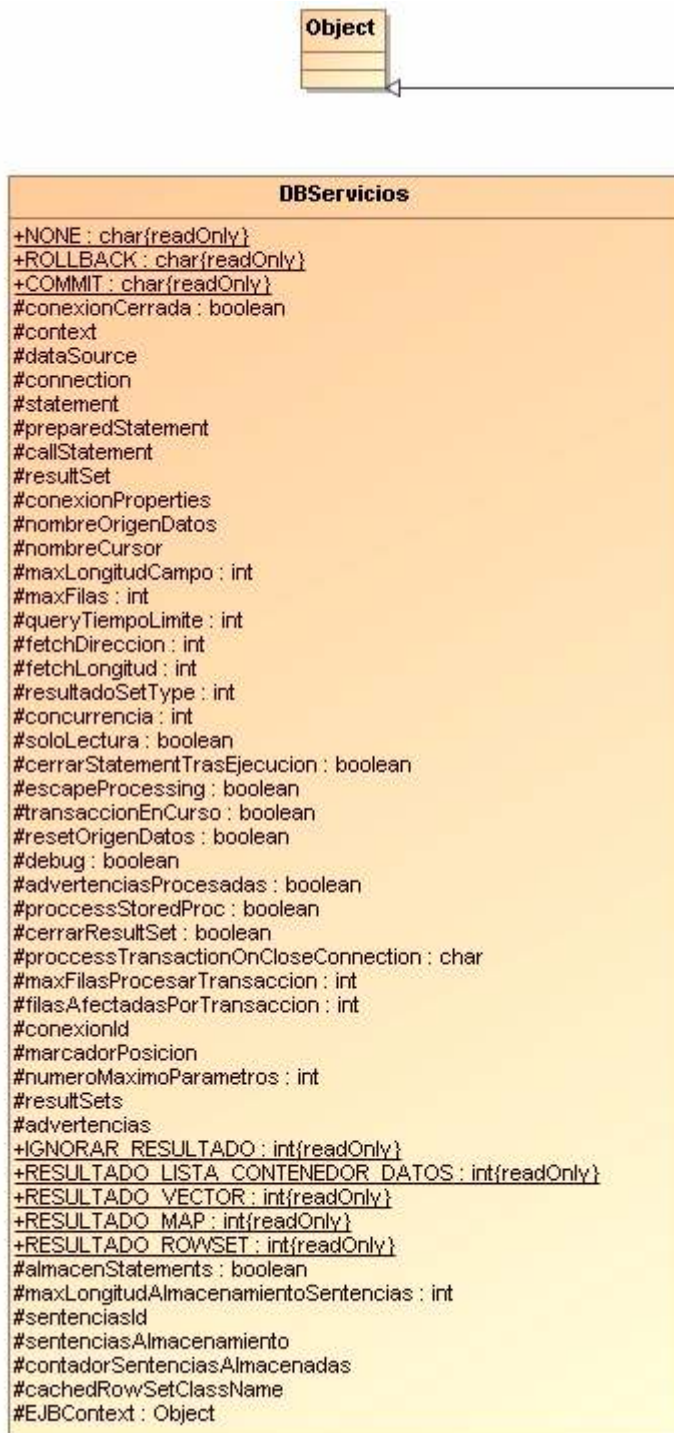 Object
DBServicios
+NONE : char{readOnly}
+ROLLBACK : char{readOnly}
+COMMIT : char{readOnly}
#conexionCerrada : boolean
#context
#dataSource
#connection
#statement
#preparedStatement
#callStatement
#resultSet
#conexionProperties
#nombreOrigenDatos
#nombreCursor
#maxLongitudCampo : int
#maxFilas : int
#queryTiempoLimite : int
#fetchDireccion : int
#fetchLongitud : int
#resultadoSetType : int
#concurrencia : int
#soloLectura : boolean
#cerrarStatementTrasEjecucion : boolean
#escapeProcessing : boolean
#transaccionEnCurso : boolean
#resetOrigenDatos : boolean
#debug : boolean
#advertenciasProcesadas : boolean
#proccessStoredProc : boolean
#cerrarResultSet : boolean
#proccessTransactionOnCloseConnection : char
#maxFilasProcesarTransaccion : int
#filasAfectadasPorTransaccion : int
#conexionId
#marcadorPosicion
#numeroMaximoParametros : int
#resultSets
#advertencias
+IGNORAR_RESULTADO : int{readOnly}
+RESULTADO_LISTA_CONTENEDOR_DATOS : int{readOnly}
+RESULTADO_VECTOR : int{readOnly}
+RESULTADO_MAP : int{readOnly}
+RESULTADO_ROWSET : int{readOnly}
#almacenStatements : boolean
#maxLongitudAlmacenamientoSentencias : int
#sentenciasId
#sentenciasAlmacenamiento
#contadorSentenciasAlmacenadas
#cachedRowSetClassName
#EJBContext : Object